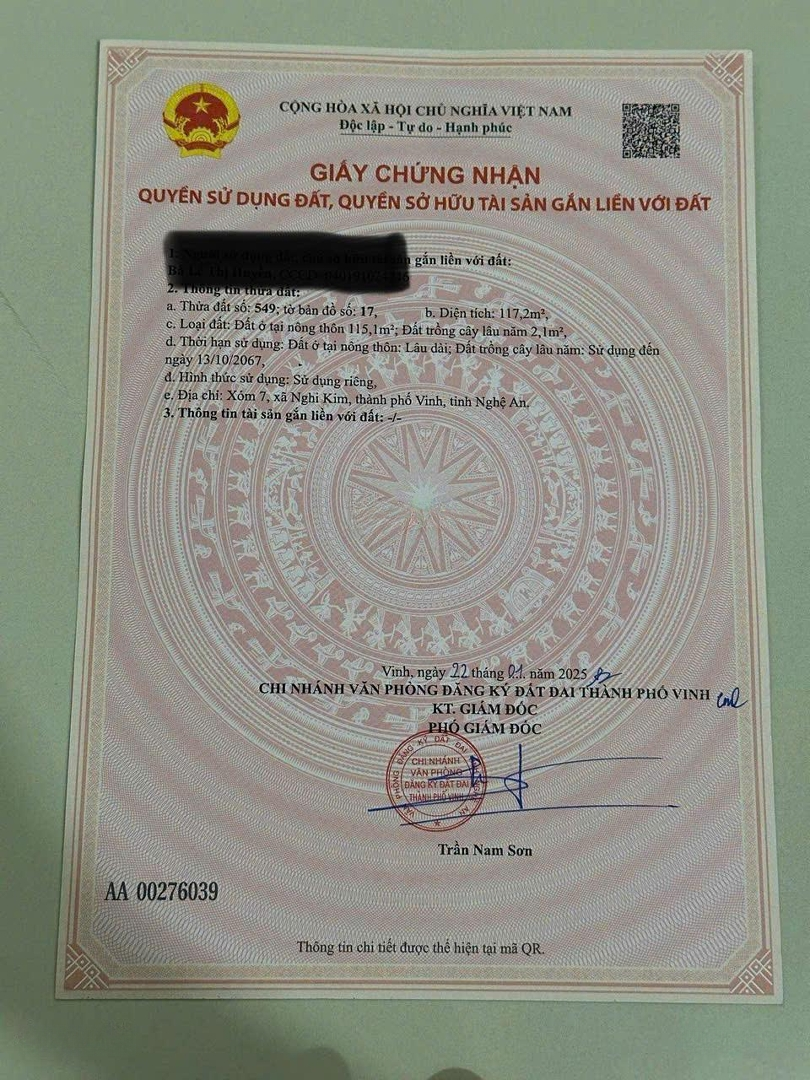 CỘNG HÒA XÃ HỘI CHỦ NGHĨA VIỆT NAM
Độc lập - Tự do - Hạnh phúc
GIẤY CHỨNG NHẬN
QUYỀN SỬ DỤNG ĐẤT, QUYỀN SỞ HỮU TÀI SẢN GẮN LIỀN VỚI ĐẤT
gắn liền với đất:
2. Thông tin thửa đất:
a. Thửa đất số: 549; tờ bản đồ số: 17, b. Diện tích: 117,2m²,
c. Loại đất: Đất ở tại nông thôn 115,1m²; Đất trồng cây lâu năm 2,1m²,
d. Thời hạn sử dụng: Đất ở tại nông thôn: Lâu dài; Đất trồng cây lâu năm: Sử dụng đến
ngày 13/10/2067,
đ. Hình thức sử dụng: Sử dụng riêng,
e. Địa chỉ: Xóm 7, xã Nghi Kim, thành phố Vinh, tỉnh Nghệ An.
3. Thông tin tài sản gắn liền với đất: -/-
Vinh, ngày 22 tháng 01 năm 2025
CHI NHÁNH VĂN PHÒNG ĐĂNG KÝ ĐẤT ĐAI THÀNH PHỐ VINH
KT. GIÁM ĐỐC
PHÓ GIÁM ĐỐC
CHI NHÁNH
VĂN PHÒNG
ĐĂNG KÝ ĐẤT ĐAI
THÀNH PHỐ VINH
Trần Nam Sơn
AA 00276039
Thông tin chi tiết được thể hiện tại mã QR.